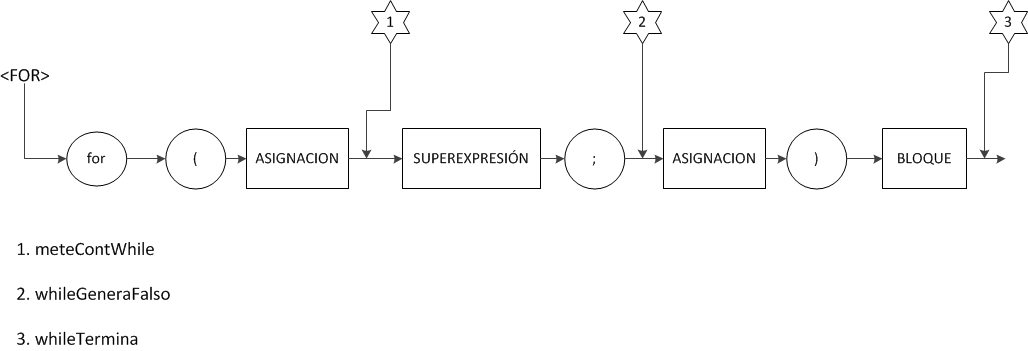 1 2 3
<FOR>
for ( ASIGNACION SUPEREXPRESIÓN ; ASIGNACION ) BLOQUE
1. meteContWhile
2. whileGeneraFalso
3. whileTermina